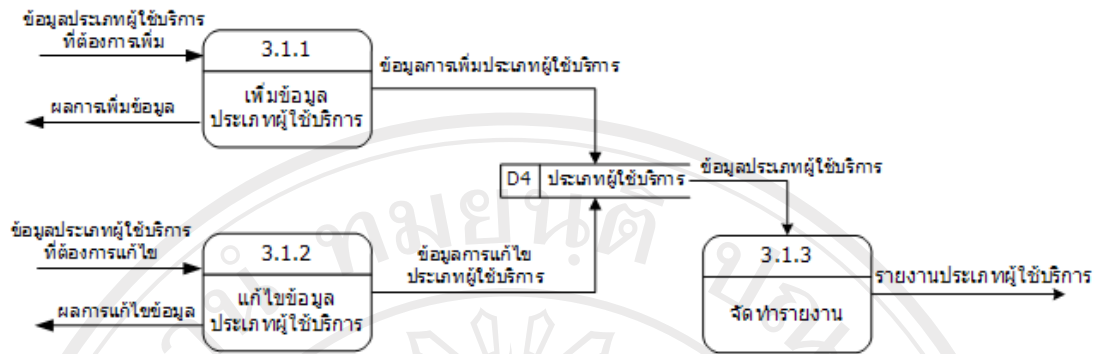 ข้อมูลประเภทผู้ใช้บริการ
ที่ต้องการเพิ่ม
3.1.1
ข้อมูลการเพิ่มประเภทผู้ใช้บริการ
เพิ่มข้อมูล
ประเภทผู้ใช้บริการ
ผลการเพิ่มข้อมูล
D4 ประเภทผู้ใช้บริการ
ข้อมูลประเภทผู้ใช้บริการ
ข้อมูลประเภทผู้ใช้บริการ
ที่ต้องการแก้ไข
3.1.2
ข้อมูลการแก้ไข
ประเภทผู้ใช้บริการ
แก้ไขข้อมูล
ประเภทผู้ใช้บริการ
ผลการแก้ไขข้อมูล
3.1.3
จัดทำรายงาน
รายงานประเภทผู้ใช้บริการ